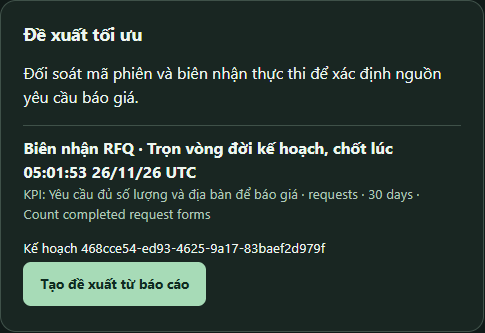 Đề xuất tối ưu
Đối soát mã phiên và biên nhận thực thi để xác định nguồn
yêu cầu báo giá.
Biên nhận RFQ · Trọn vòng đời kế hoạch, chốt lúc
05:01:53 26/11/26 UTC
KPI: Yêu cầu đủ số lượng và địa bàn để báo giá · requests · 30 days ·
Count completed request forms
Kế hoạch 468cce54-ed93-4625-9a17-83baef2d979f
Tạo đề xuất từ báo cáo